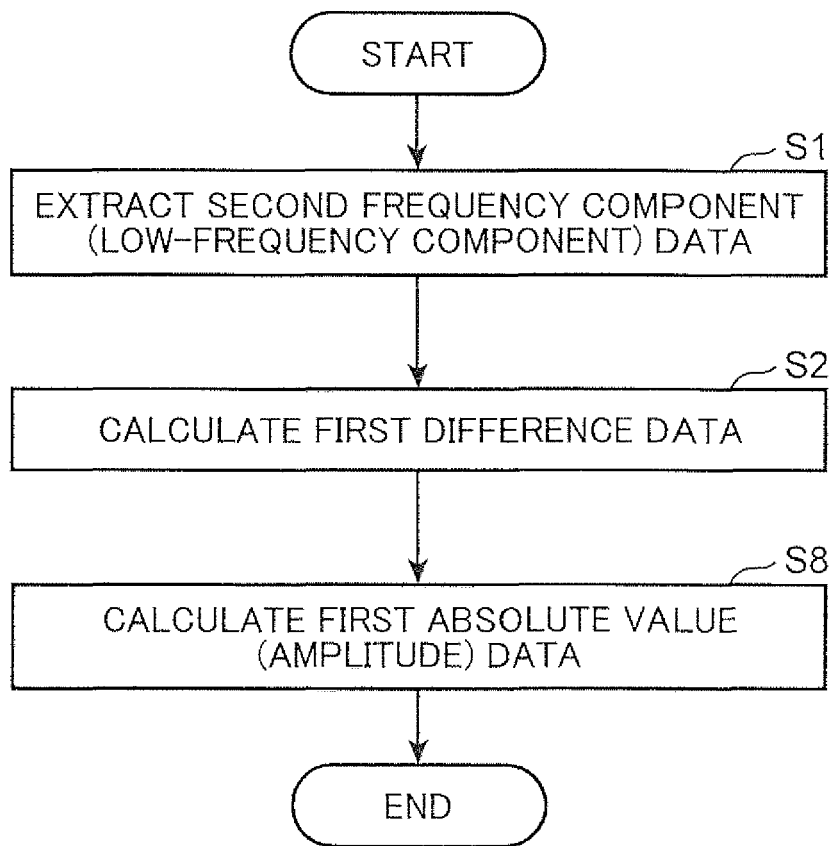 START
S1
EXTRACT SECOND FREQUENCY COMPONENT
(LOW-FREQUENCY COMPONENT) DATA
S2
CALCULATE FIRST DIFFERENCE DATA
S8
CALCULATE FIRST ABSOLUTE VALUE
(AMPLITUDE) DATA
END